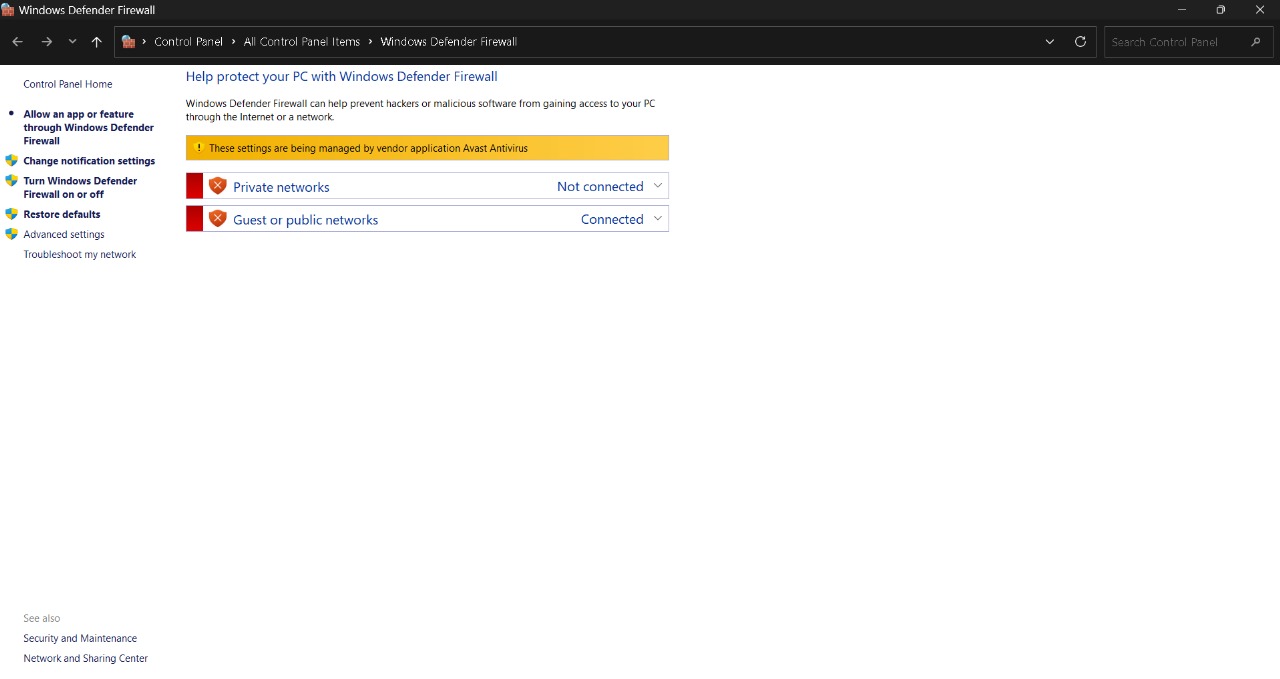 Windows Defender Firewall
Control Panel › All Control Panel Items › Windows Defender Firewall
Search Control Panel
Control Panel Home
Allow an app or feature
through Windows Defender
Firewall
Change notification settings
Turn Windows Defender
Firewall on or off
Restore defaults
Advanced settings
Troubleshoot my network
Help protect your PC with Windows Defender Firewall
Windows Defender Firewall can help prevent hackers or malicious software from gaining access to your PC
through the Internet or a network.
These settings are being managed by vendor application Avast Antivirus
Private networks Not connected
Guest or public networks Connected
See also
Security and Maintenance
Network and Sharing Center